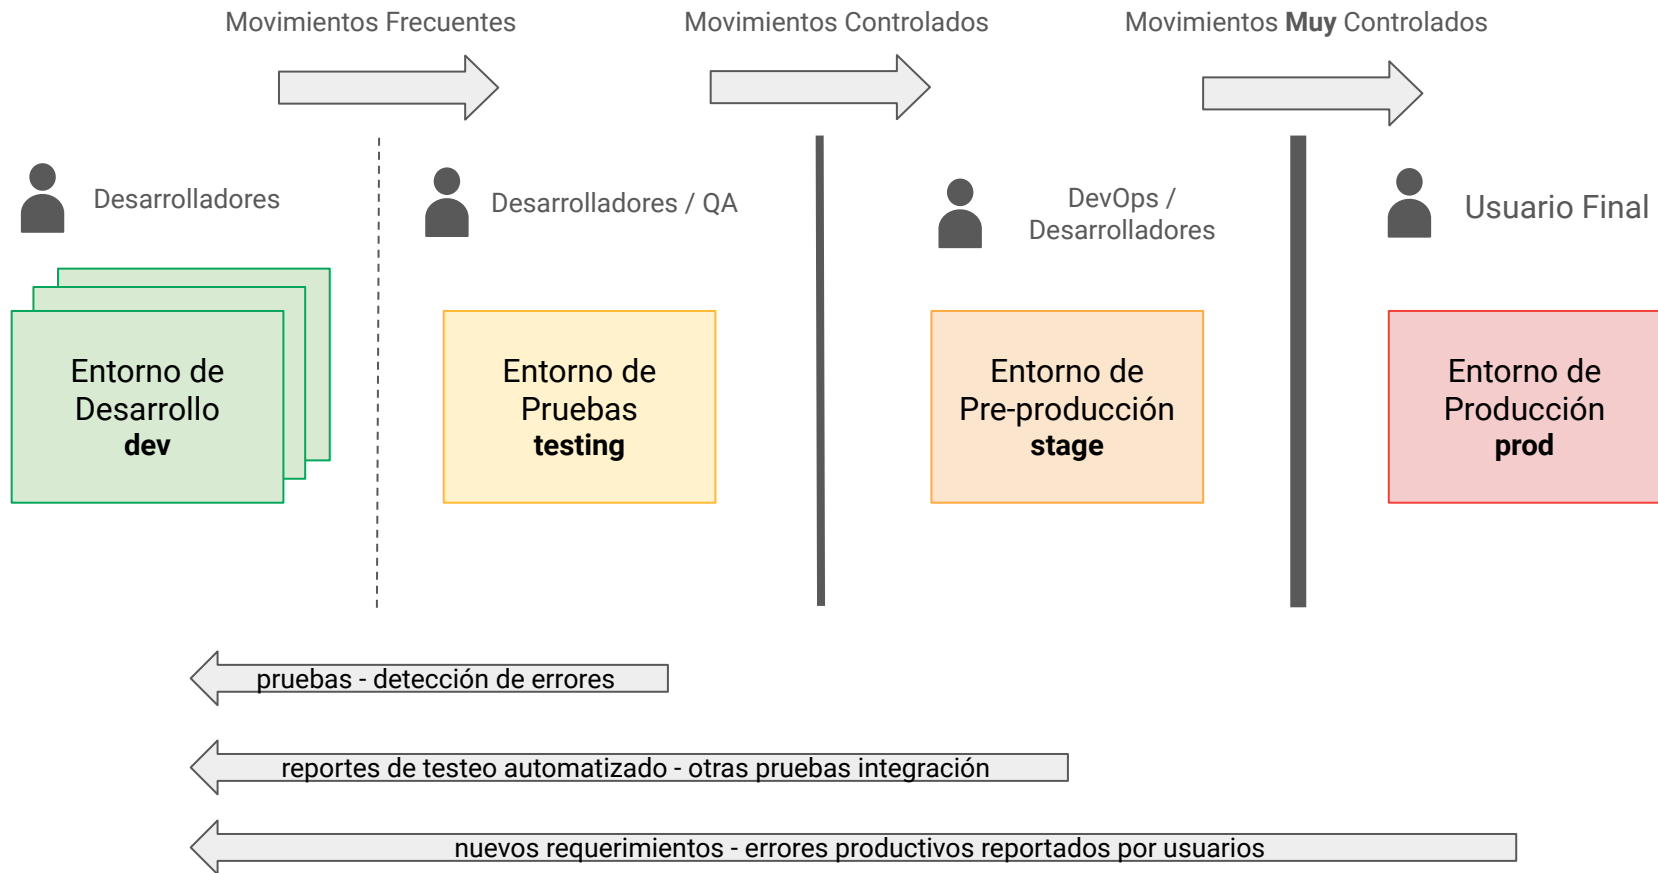 Movimientos Frecuentes
Movimientos Controlados
Movimientos Muy Controlados
Desarrolladores
Desarrolladores / QA
DevOps /
Desarrolladores
Usuario Final
Entorno de
Desarrollo
dev
Entorno de
Pruebas
testing
Entorno de
Pre-producción
stage
Entorno de
Producción
prod
pruebas - detección de errores
reportes de testeo automatizado - otras pruebas integración
nuevos requerimientos - errores productivos reportados por usuarios